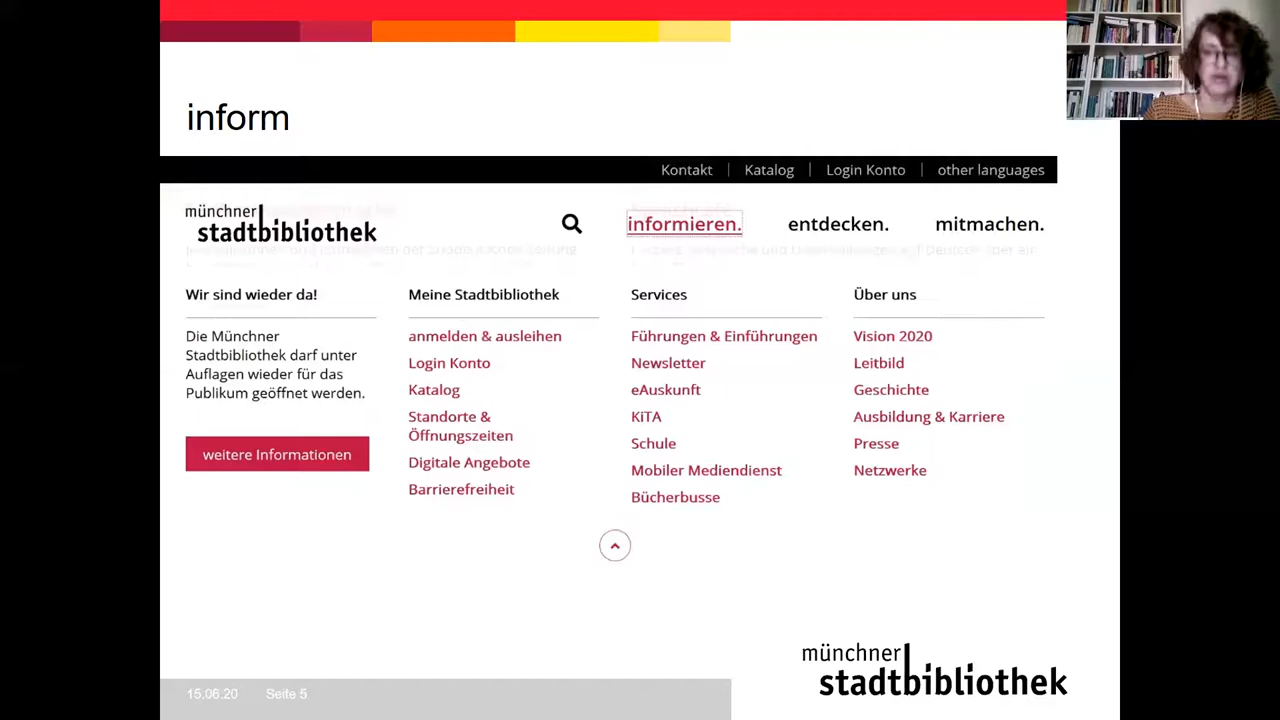 inform
Kontakt | Katalog | Login Konto | other languages
münchner
stadtbibliothek
informieren. entdecken. mitmachen.
Wir sind wieder da!
Die Münchner
Stadtbibliothek darf unter
Auflagen wieder für das
Publikum geöffnet werden.
weitere Informationen
Meine Stadtbibliothek
anmelden & ausleihen
Login Konto
Katalog
Standorte &
Öffnungszeiten
Digitale Angebote
Barrierefreiheit
Services
Führungen & Einführungen
Newsletter
eAuskunft
KiTA
Schule
Mobiler Mediendienst
Bücherbusse
Über uns
Vision 2020
Leitbild
Geschichte
Ausbildung & Karriere
Presse
Netzwerke
münchner
stadtbibliothek
15.06.20 Seite 5